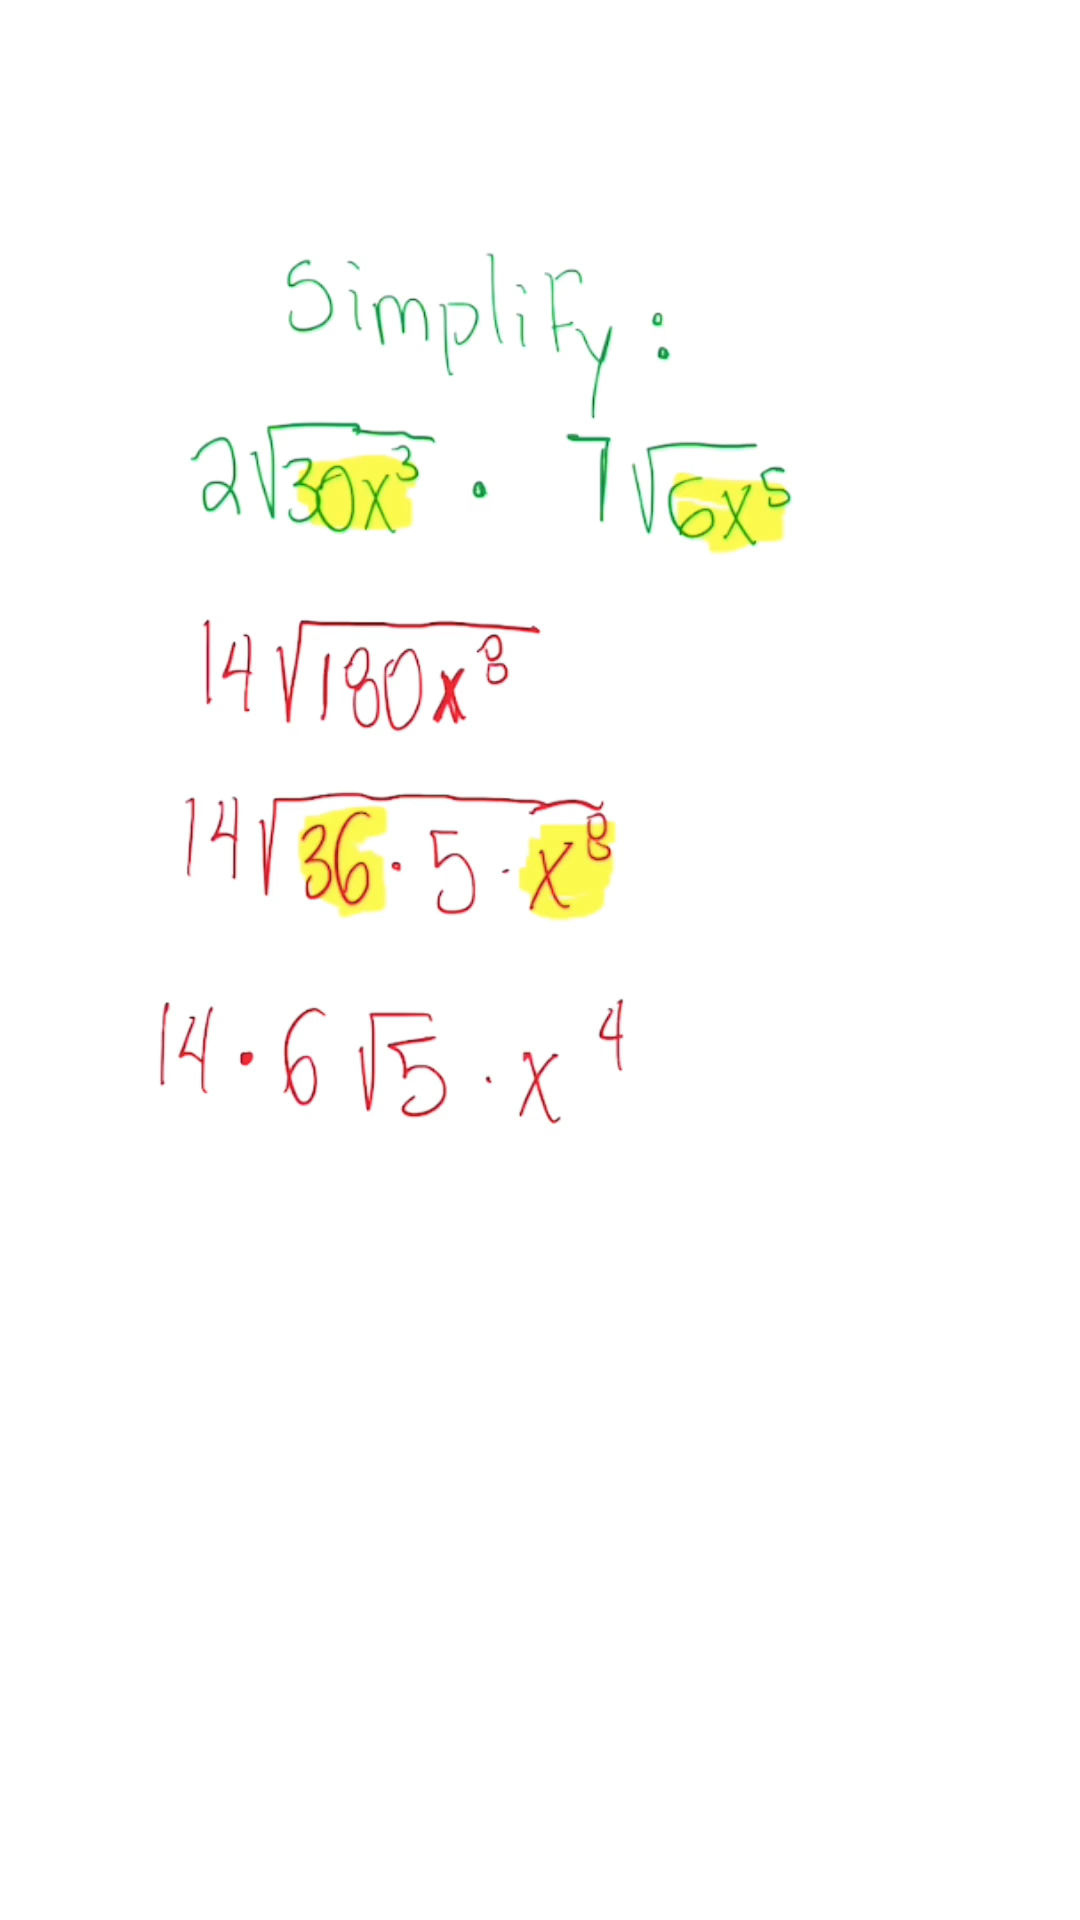 Simplify:
2√30x³ · 7√6x⁵
14√180x⁸
14√36·5·x⁸
14·6√5·x⁴